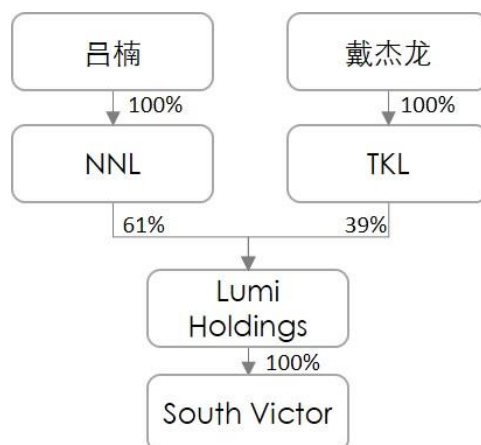 吕楠
戴杰龙
100%
100%
NNL
TKL
61%
39%
Lumi
Holdings
100%
South Victor